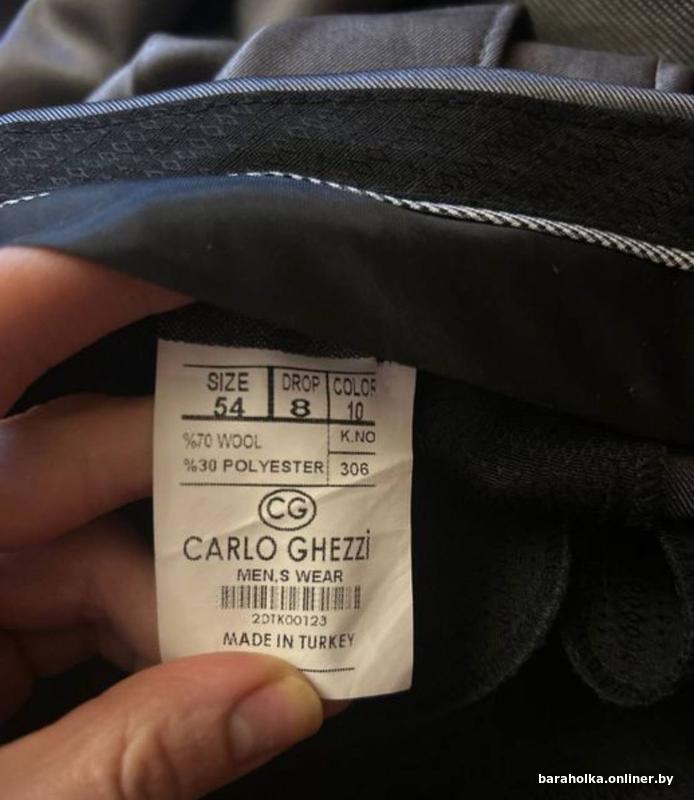 SIZE DROP COLOR
54 8 10
%70 WOOL K.NO
%30 POLYESTER 306
CG
CARLO GHEZZİ
MEN,S WEAR
2DTK00123
MADE IN TURKEY
baraholka.onliner.by